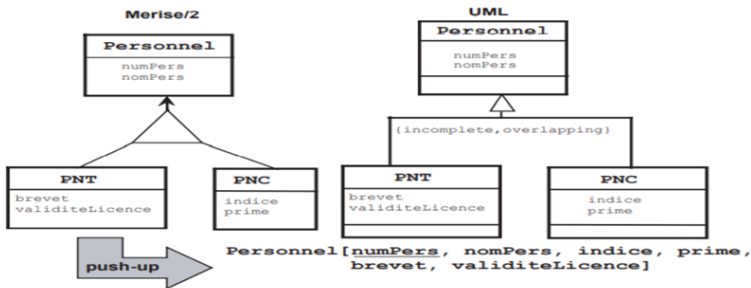 Merise/2
Personnel
numPers
nomPers
PNT
brevet
validiteLicence
PNC
indice
prime
UML
Personnel
numPers
nomPers
{incomplete,overlapping}
PNT
brevet
validiteLicence
PNC
indice
prime
push-up
Personnel[numPers, nomPers, indice, prime,
brevet, validiteLicence]